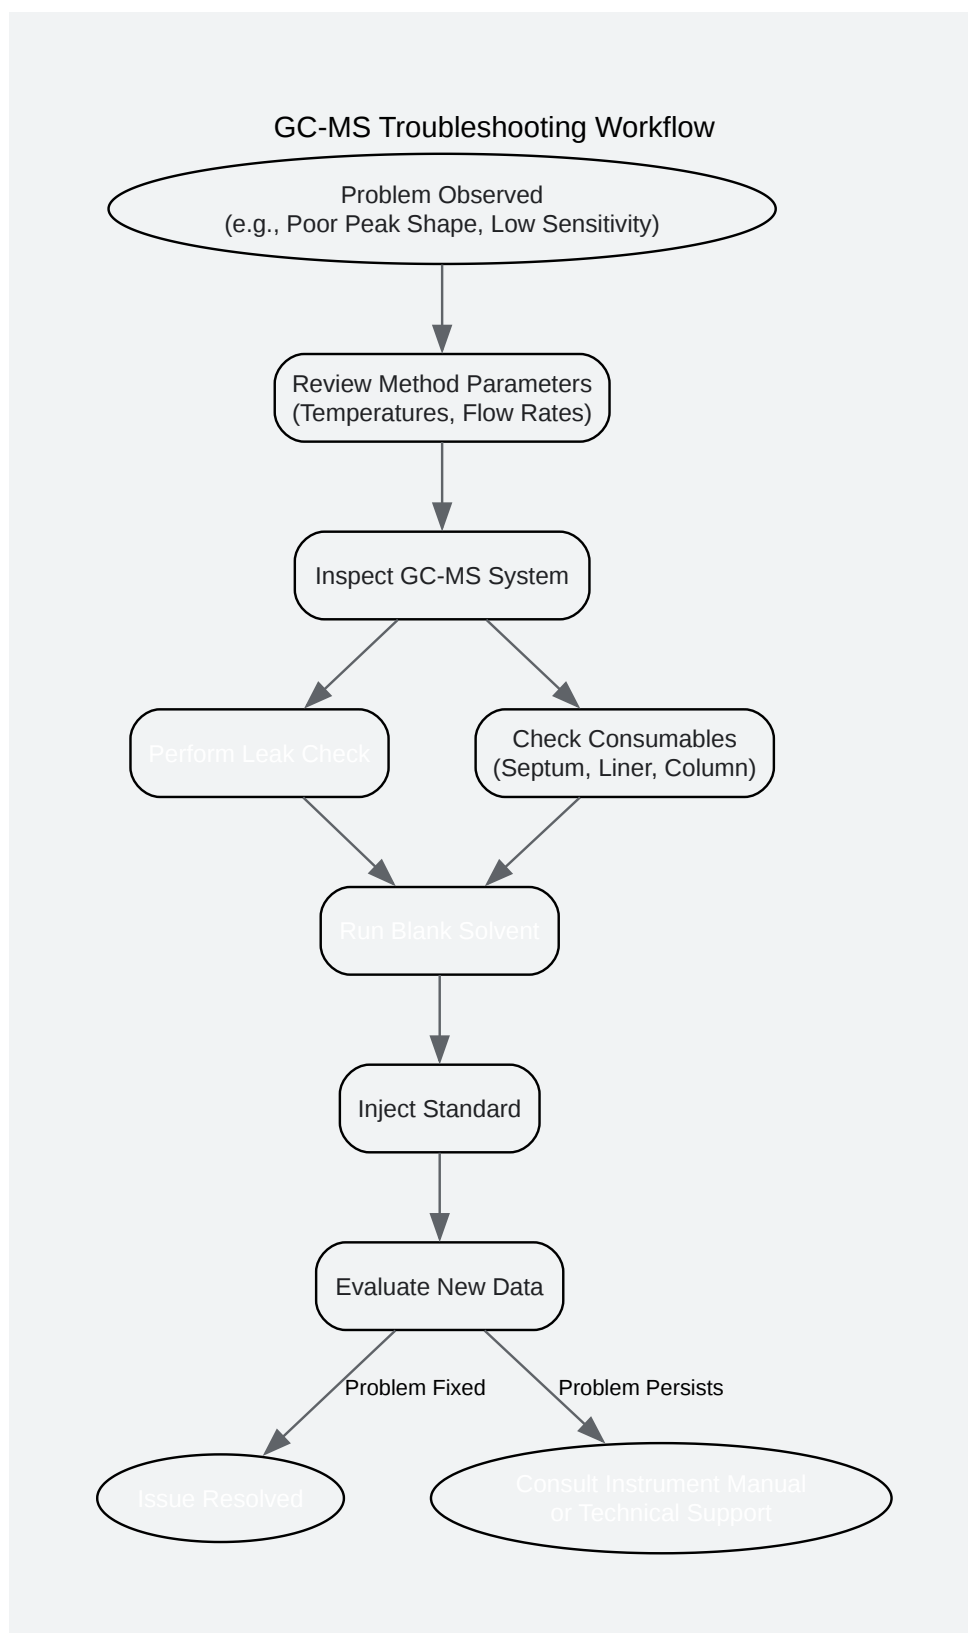 GC-MS Troubleshooting Workflow
Problem Observed
(e.g., Poor Peak Shape, Low Sensitivity)
Review Method Parameters
(Temperatures, Flow Rates)
Inspect GC-MS System
Perform Leak Check
Check Consumables
(Septum, Liner, Column)
Run Blank Solvent
Inject Standard
Evaluate New Data
Problem Fixed
Problem Persists
Issue Resolved
Consult Instrument Manual
or Technical Support